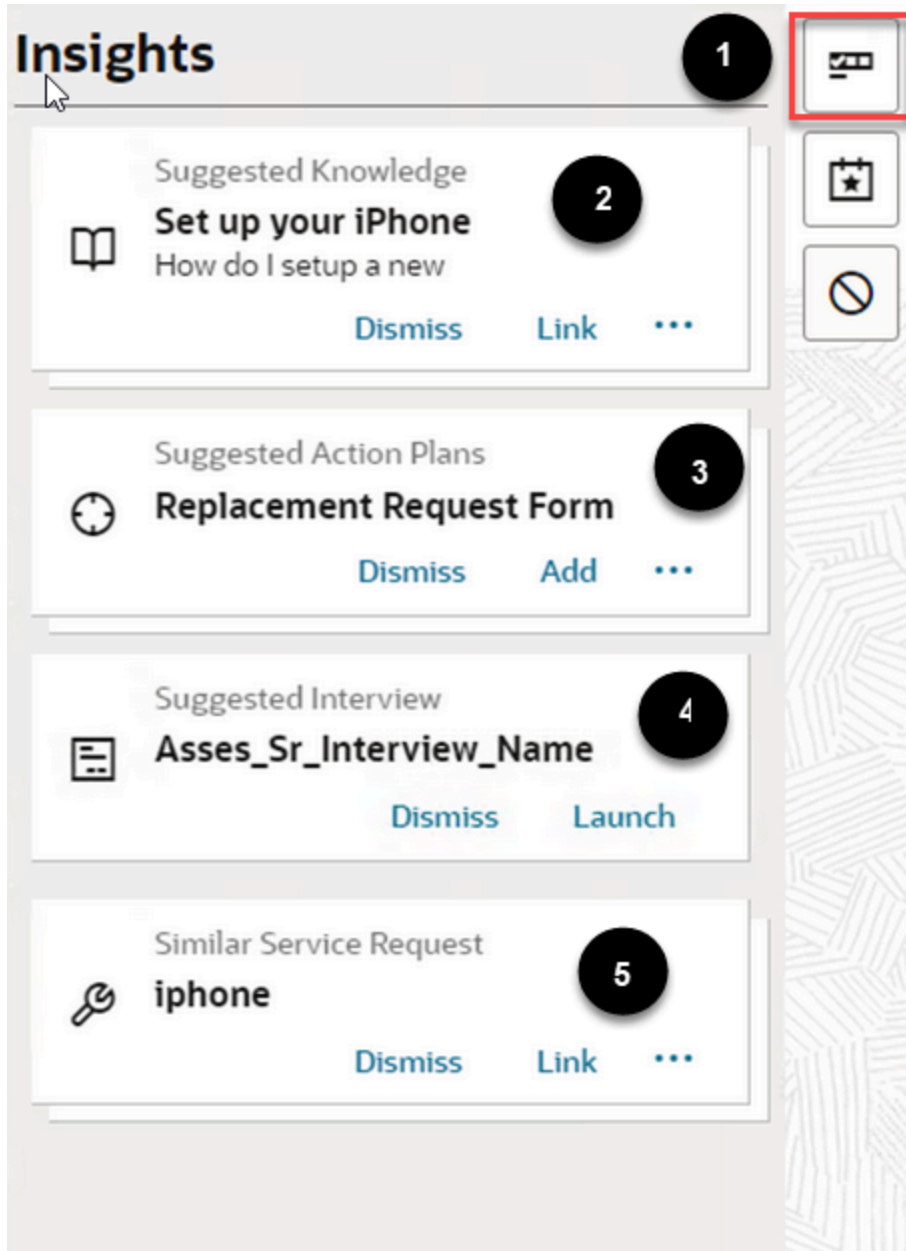 Insights
1
Suggested Knowledge
2
Set up your iPhone
How do I setup a new
Dismiss Link ...
Suggested Action Plans
3
Replacement Request Form
Dismiss Add ...
Suggested Interview
4
Asses_Sr_Interview_Name
Dismiss Launch
Similar Service Request
5
iphone
Dismiss Link ...